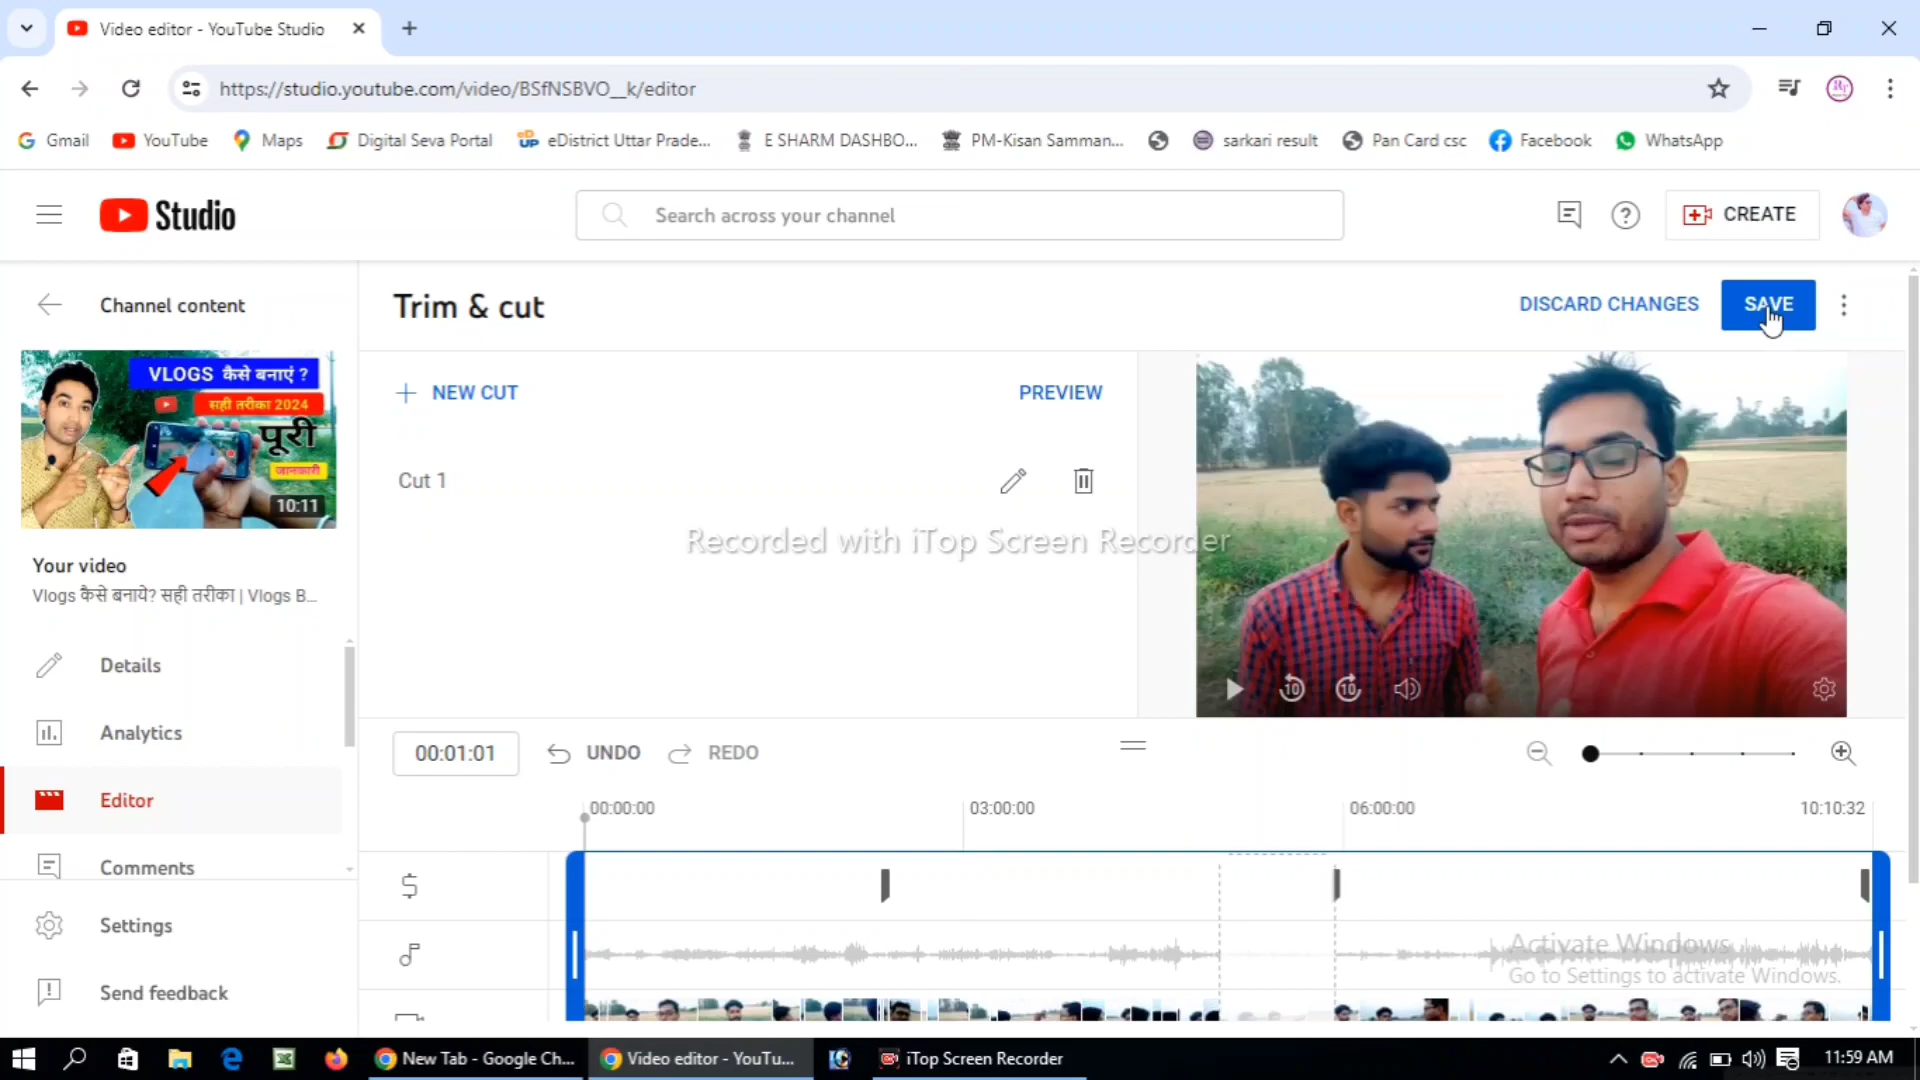 Video editor - YouTube Studio
https://studio.youtube.com/video/BSfNSBVO__k/editor
Gmail YouTube Maps Digital Seva Portal eDistrict Uttar Prade... E SHARM DASHBO... PM-Kisan Samman... sarkari result Pan Card csc Facebook WhatsApp
Studio
Search across your channel
CREATE
Channel content
Trim & cut
DISCARD CHANGES
SAVE
VLOGS कैसे बनाएं ?
सही तरीका 2024
पूरी
जानकारी
10:11
NEW CUT
PREVIEW
Cut 1
Recorded with iTop Screen Recorder
Your video
Vlogs कैसे बनाये? सही तरीका | Vlogs B...
Details
Analytics
Editor
Comments
Settings
Send feedback
10 10
00:01:01 UNDO REDO
00:00:00 03:00:00 06:00:00 10:10:32
Activate Windows
Go to Settings to activate Windows.
New Tab - Google Ch... Video editor - YouTu... iTop Screen Recorder 11:59 AM